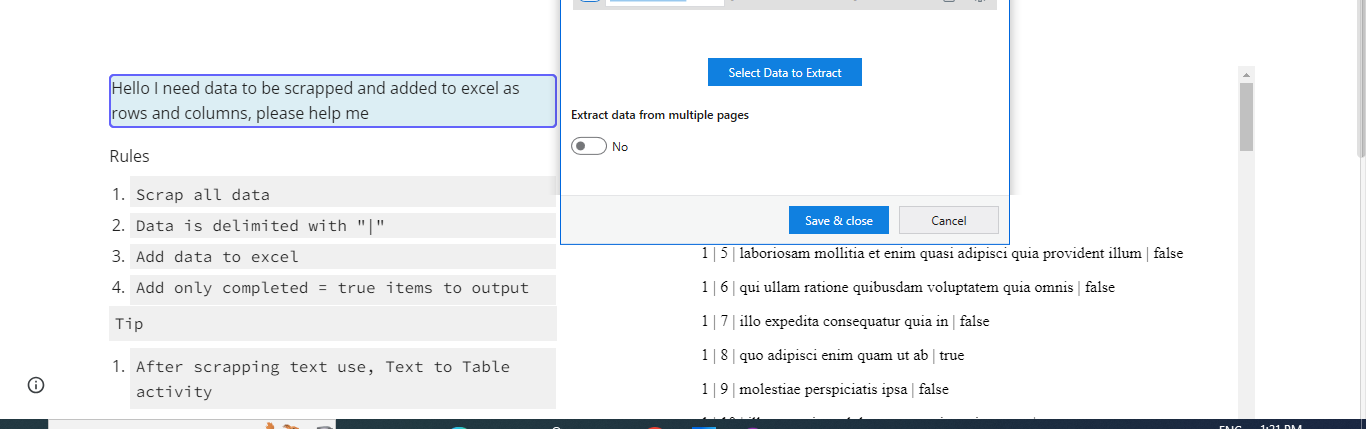 Hello I need data to be scrapped and added to excel as
rows and columns, please help me
Rules
1. Scrap all data
2. Data is delimited with "|"
3. Add data to excel
4. Add only completed = true items to output
Tip
1. After scrapping text use, Text to Table
activity
Select Data to Extract
Extract data from multiple pages
No
Save & close
Cancel
1 | 5 | laboriosam mollitia et enim quasi adipisci quia provident illum | false
1 | 6 | qui ullam ratione quibusdam voluptatem quia omnis | false
1 | 7 | illo expedita consequatur quia in | false
1 | 8 | quo adipisci enim quam ut ab | true
1 | 9 | molestiae perspiciatis ipsa | false